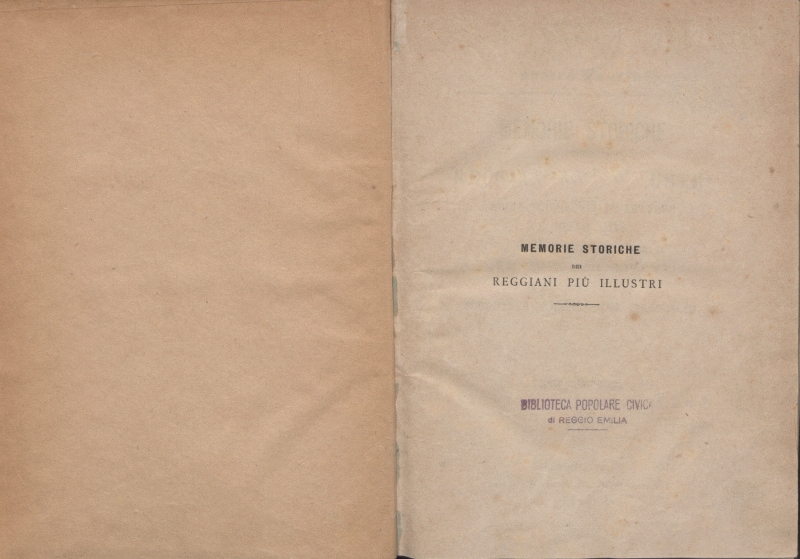 MEMORIE STORICHE
DEI
REGGIANI PIÙ ILLUSTRI
BIBLIOTECA POPOLARE CIVICA
di REGGIO EMILIA